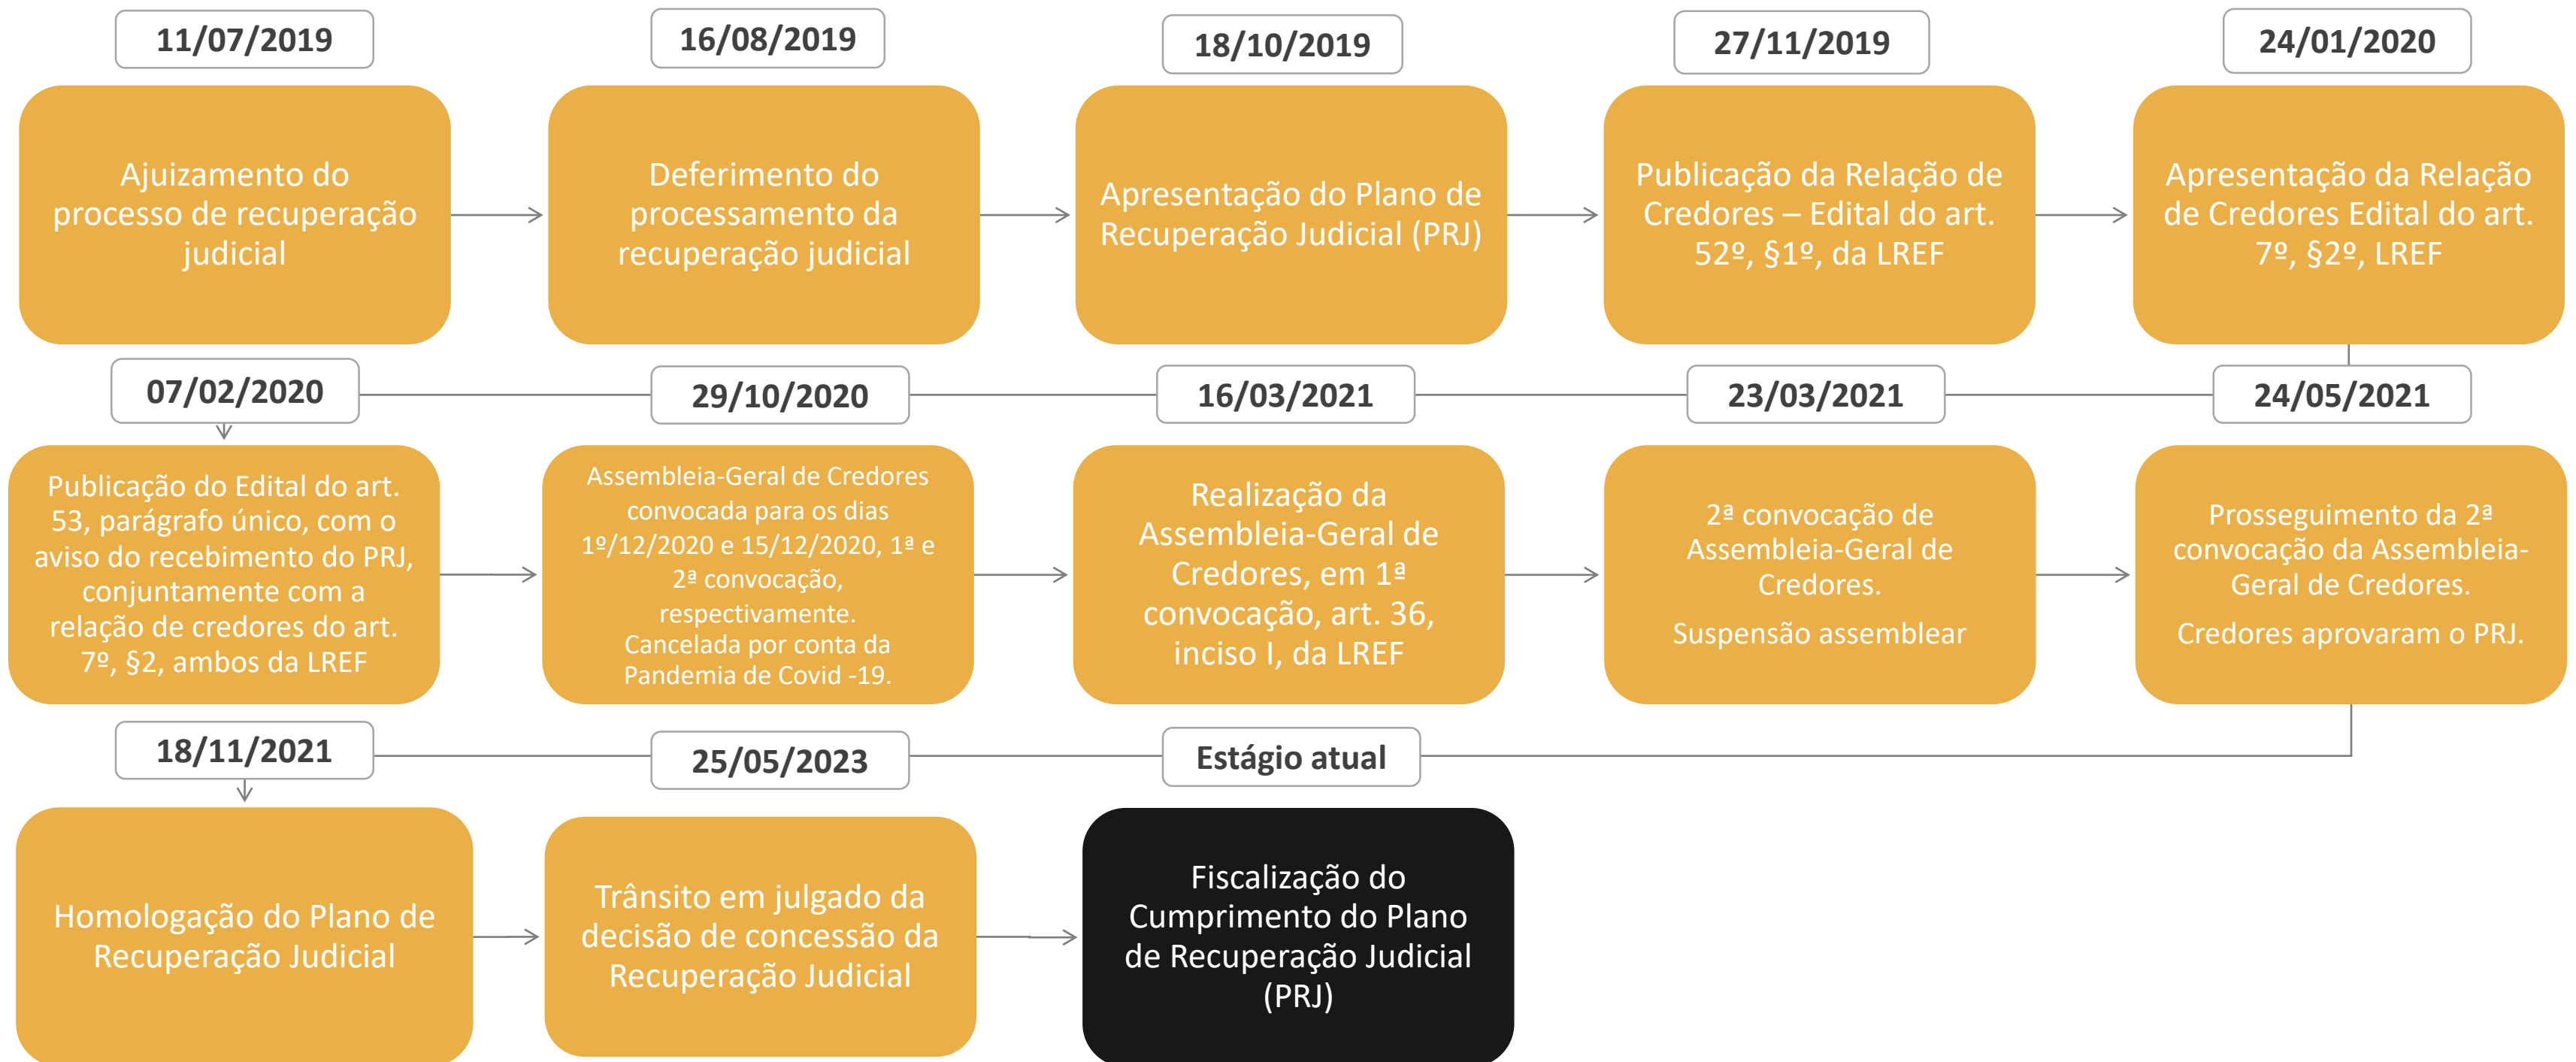 11/07/2019
Ajuizamento do
processo de recuperação
judicial
16/08/2019
Deferimento do
processamento da
recuperação judicial
18/10/2019
Apresentação do Plano de
Recuperação Judicial (PRJ)
27/11/2019
Publicação da Relação de
Credores – Edital do art.
52º, §1º, da LREF
24/01/2020
Apresentação da Relação
de Credores Edital do art.
7º, §2º, LREF
07/02/2020
Publicação do Edital do art.
53, parágrafo único, com o
aviso do recebimento do PRJ,
conjuntamente com a
relação de credores do art.
7º, §2, ambos da LREF
29/10/2020
Assembleia-Geral de Credores
convocada para os dias
1º/12/2020 e 15/12/2020, 1ª e
2ª convocação,
respectivamente.
Cancelada por conta da
Pandemia de Covid -19.
16/03/2021
Realização da
Assembleia-Geral de
Credores, em 1ª
convocação, art. 36,
inciso I, da LREF
23/03/2021
2ª convocação de
Assembleia-Geral de
Credores.
Suspensão assemblear
24/05/2021
Prosseguimento da 2ª
convocação da Assembleia-
Geral de Credores.
Credores aprovaram o PRJ.
18/11/2021
Homologação do Plano de
Recuperação Judicial
25/05/2023
Trânsito em julgado da
decisão de concessão da
Recuperação Judicial
Estágio atual
Fiscalização do
Cumprimento do Plano
de Recuperação Judicial
(PRJ)